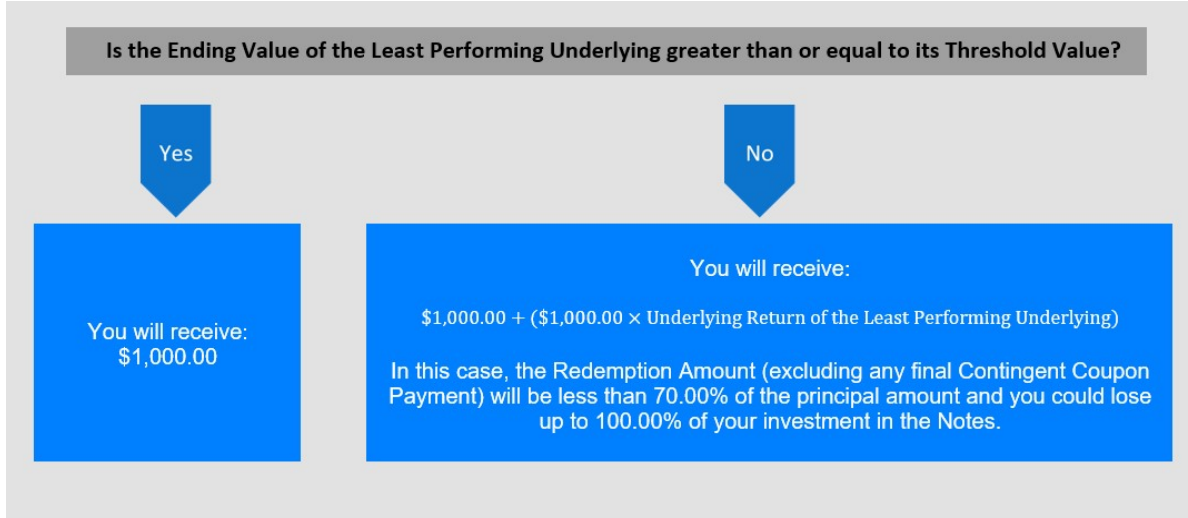 Is the Ending Value of the Least Performing Underlying greater than or equal to its Threshold Value?
Yes
No
You will receive:
$1,000.00
You will receive:
$1,000.00 + ($1,000.00 × Underlying Return of the Least Performing Underlying)
In this case, the Redemption Amount (excluding any final Contingent Coupon
Payment) will be less than 70.00% of the principal amount and you could lose
up to 100.00% of your investment in the Notes.